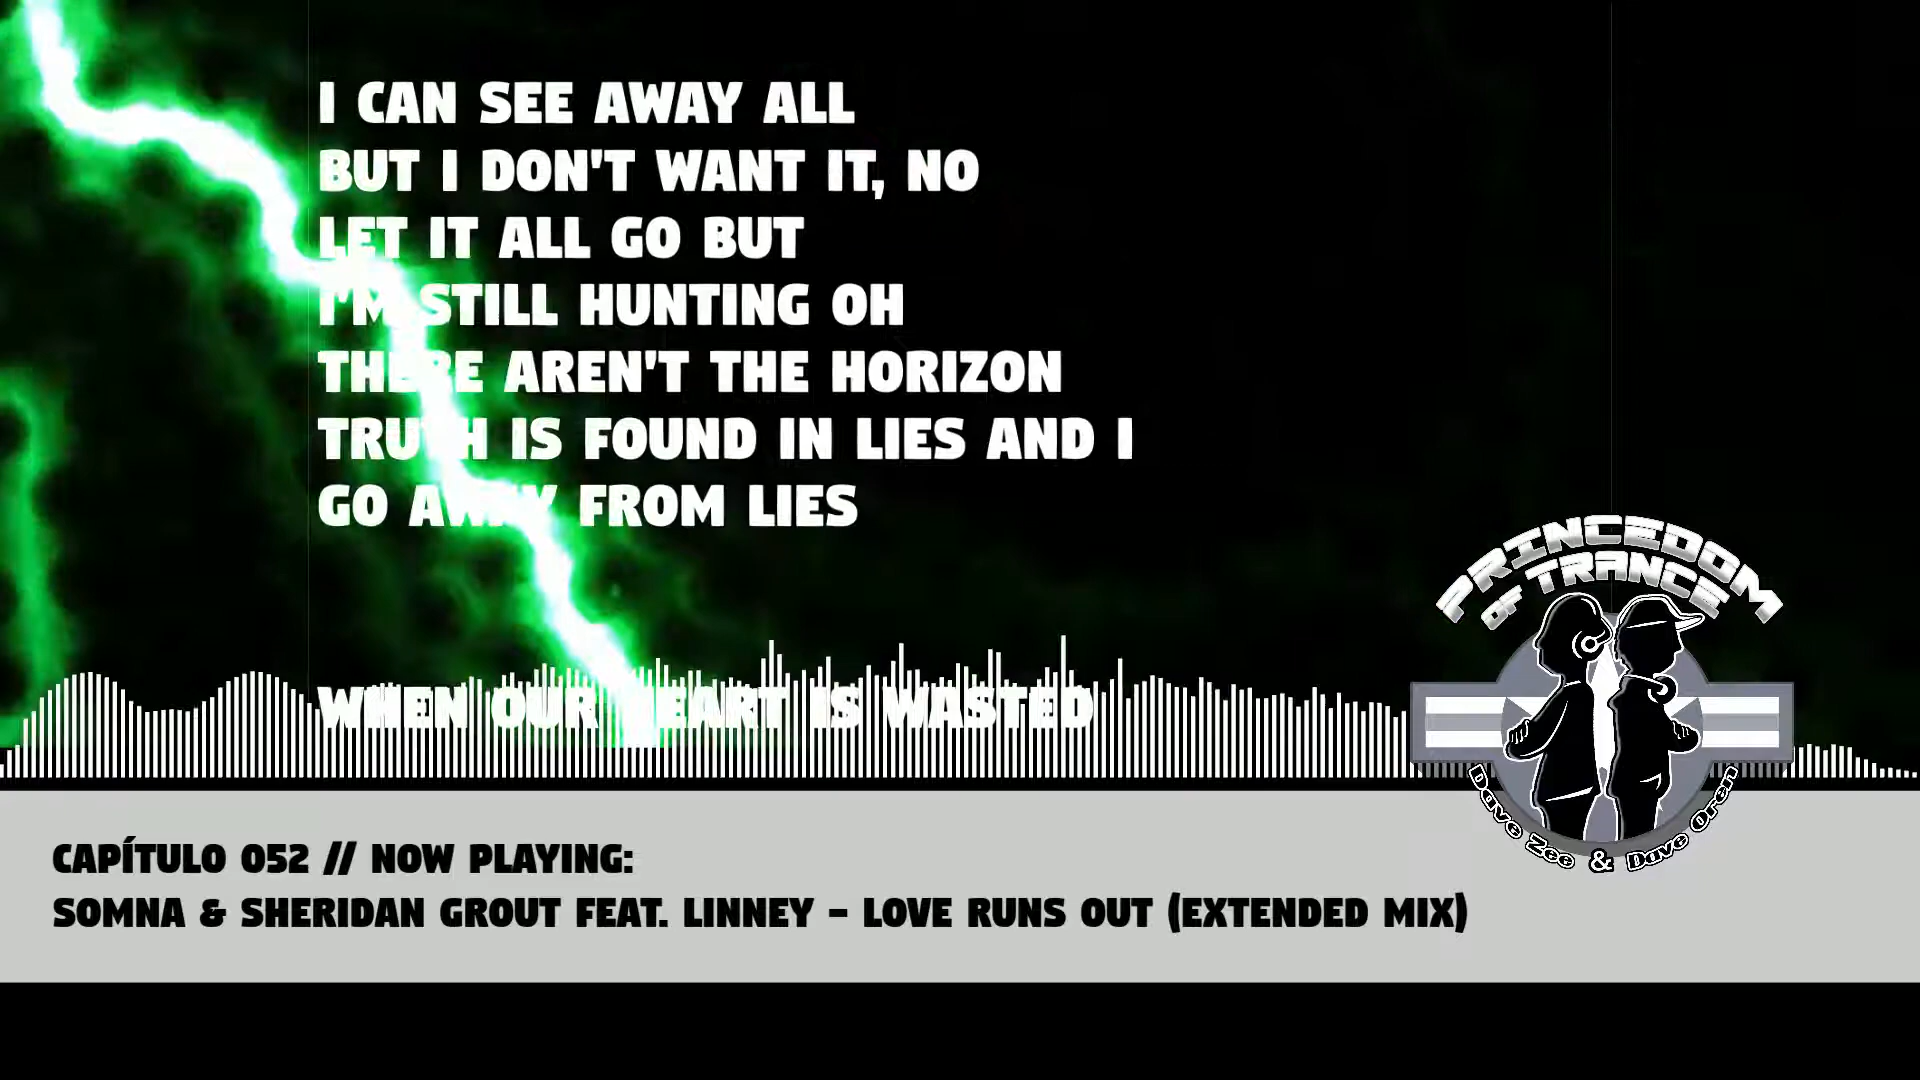 I CAN SEE AWAY ALL
BUT I DON'T WANT IT, NO
LET IT ALL GO BUT
I'M STILL HUNTING OH
THERE AREN'T THE HORIZON
TRUTH IS FOUND IN LIES AND I
GO AWAY FROM LIES
WHEN OUR HEART IS WASTED
PRINCEDOM
OF TRANCE
Dave Zee & Dave Oren
CAPÍTULO 052 // NOW PLAYING:
SOMNA & SHERIDAN GROUT FEAT. LINNEY - LOVE RUNS OUT (EXTENDED MIX)